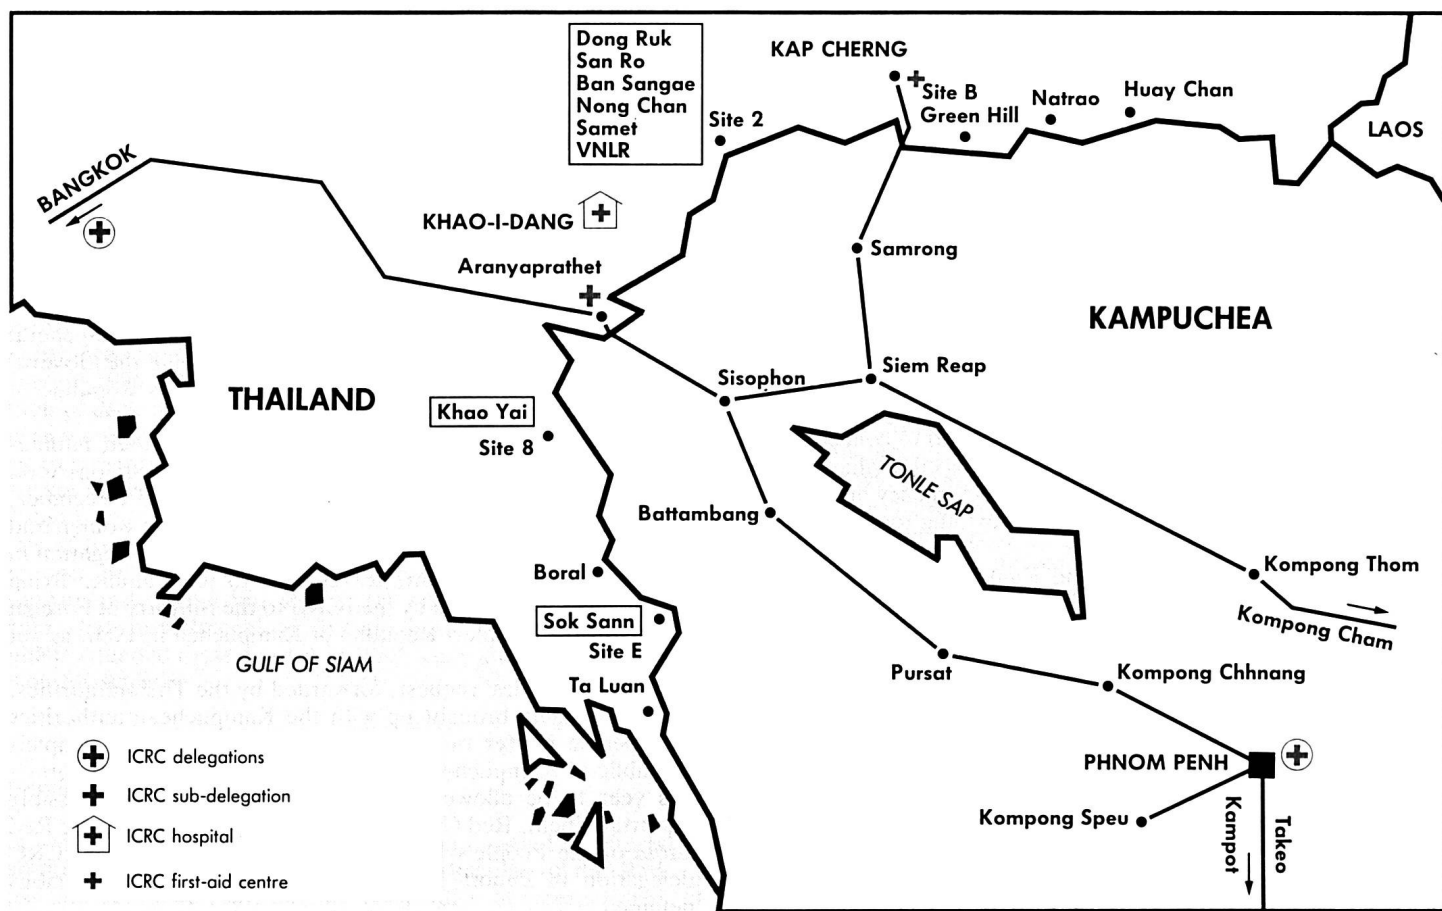 Dong Ruk
San Ro
Ban Sangae
Nong Chan
Samet
VNLR
Site 2
KAP CHERNG
Site B
Green Hill
Natrao
Huay Chan
LAOS
BANGKOK
KHAO-I-DANG
Aranyaprathet
Samrong
KAMPUCHEA
Siem Reap
Sisophon
THAILAND
Khao Yai
Site 8
TONLE SAP
Battambang
Boral
Kompong Thom
Kompong Cham
Sok Sann
Site E
GULF OF SIAM
Ta Luan
Pursat
Kompong Chhnang
PHNOM PENH
Kompong Speu
Kampot
Takeo
ICRC delegations
ICRC sub-delegation
ICRC hospital
ICRC first-aid centre